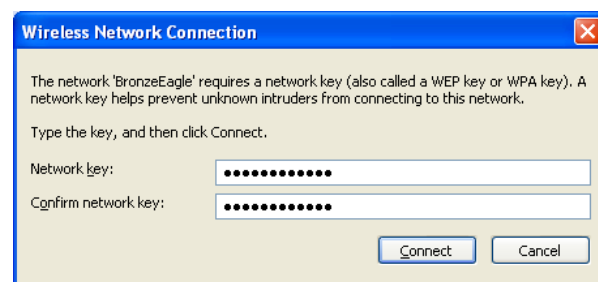 Wireless Network Connection
The network 'BronzeEagle' requires a network key (also called a WEP key or WPA key). A
network key helps prevent unknown intruders from connecting to this network.
Type the key, and then click Connect.
Network key: ●●●●●●●●●●●●
Confirm network key: ●●●●●●●●●●●●
Connect Cancel